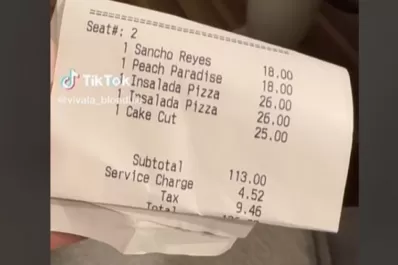 Seat#: 2
1 Sancho Reyes 18.00
1 Peach Paradise 18.00
Insalada Pizza 26.00
1 Insalada Pizza 26.00
1 Cake Cut 25.00
Subtotal 113.00
Service Charge 4.52
Tax 9.46
Total
TikTok